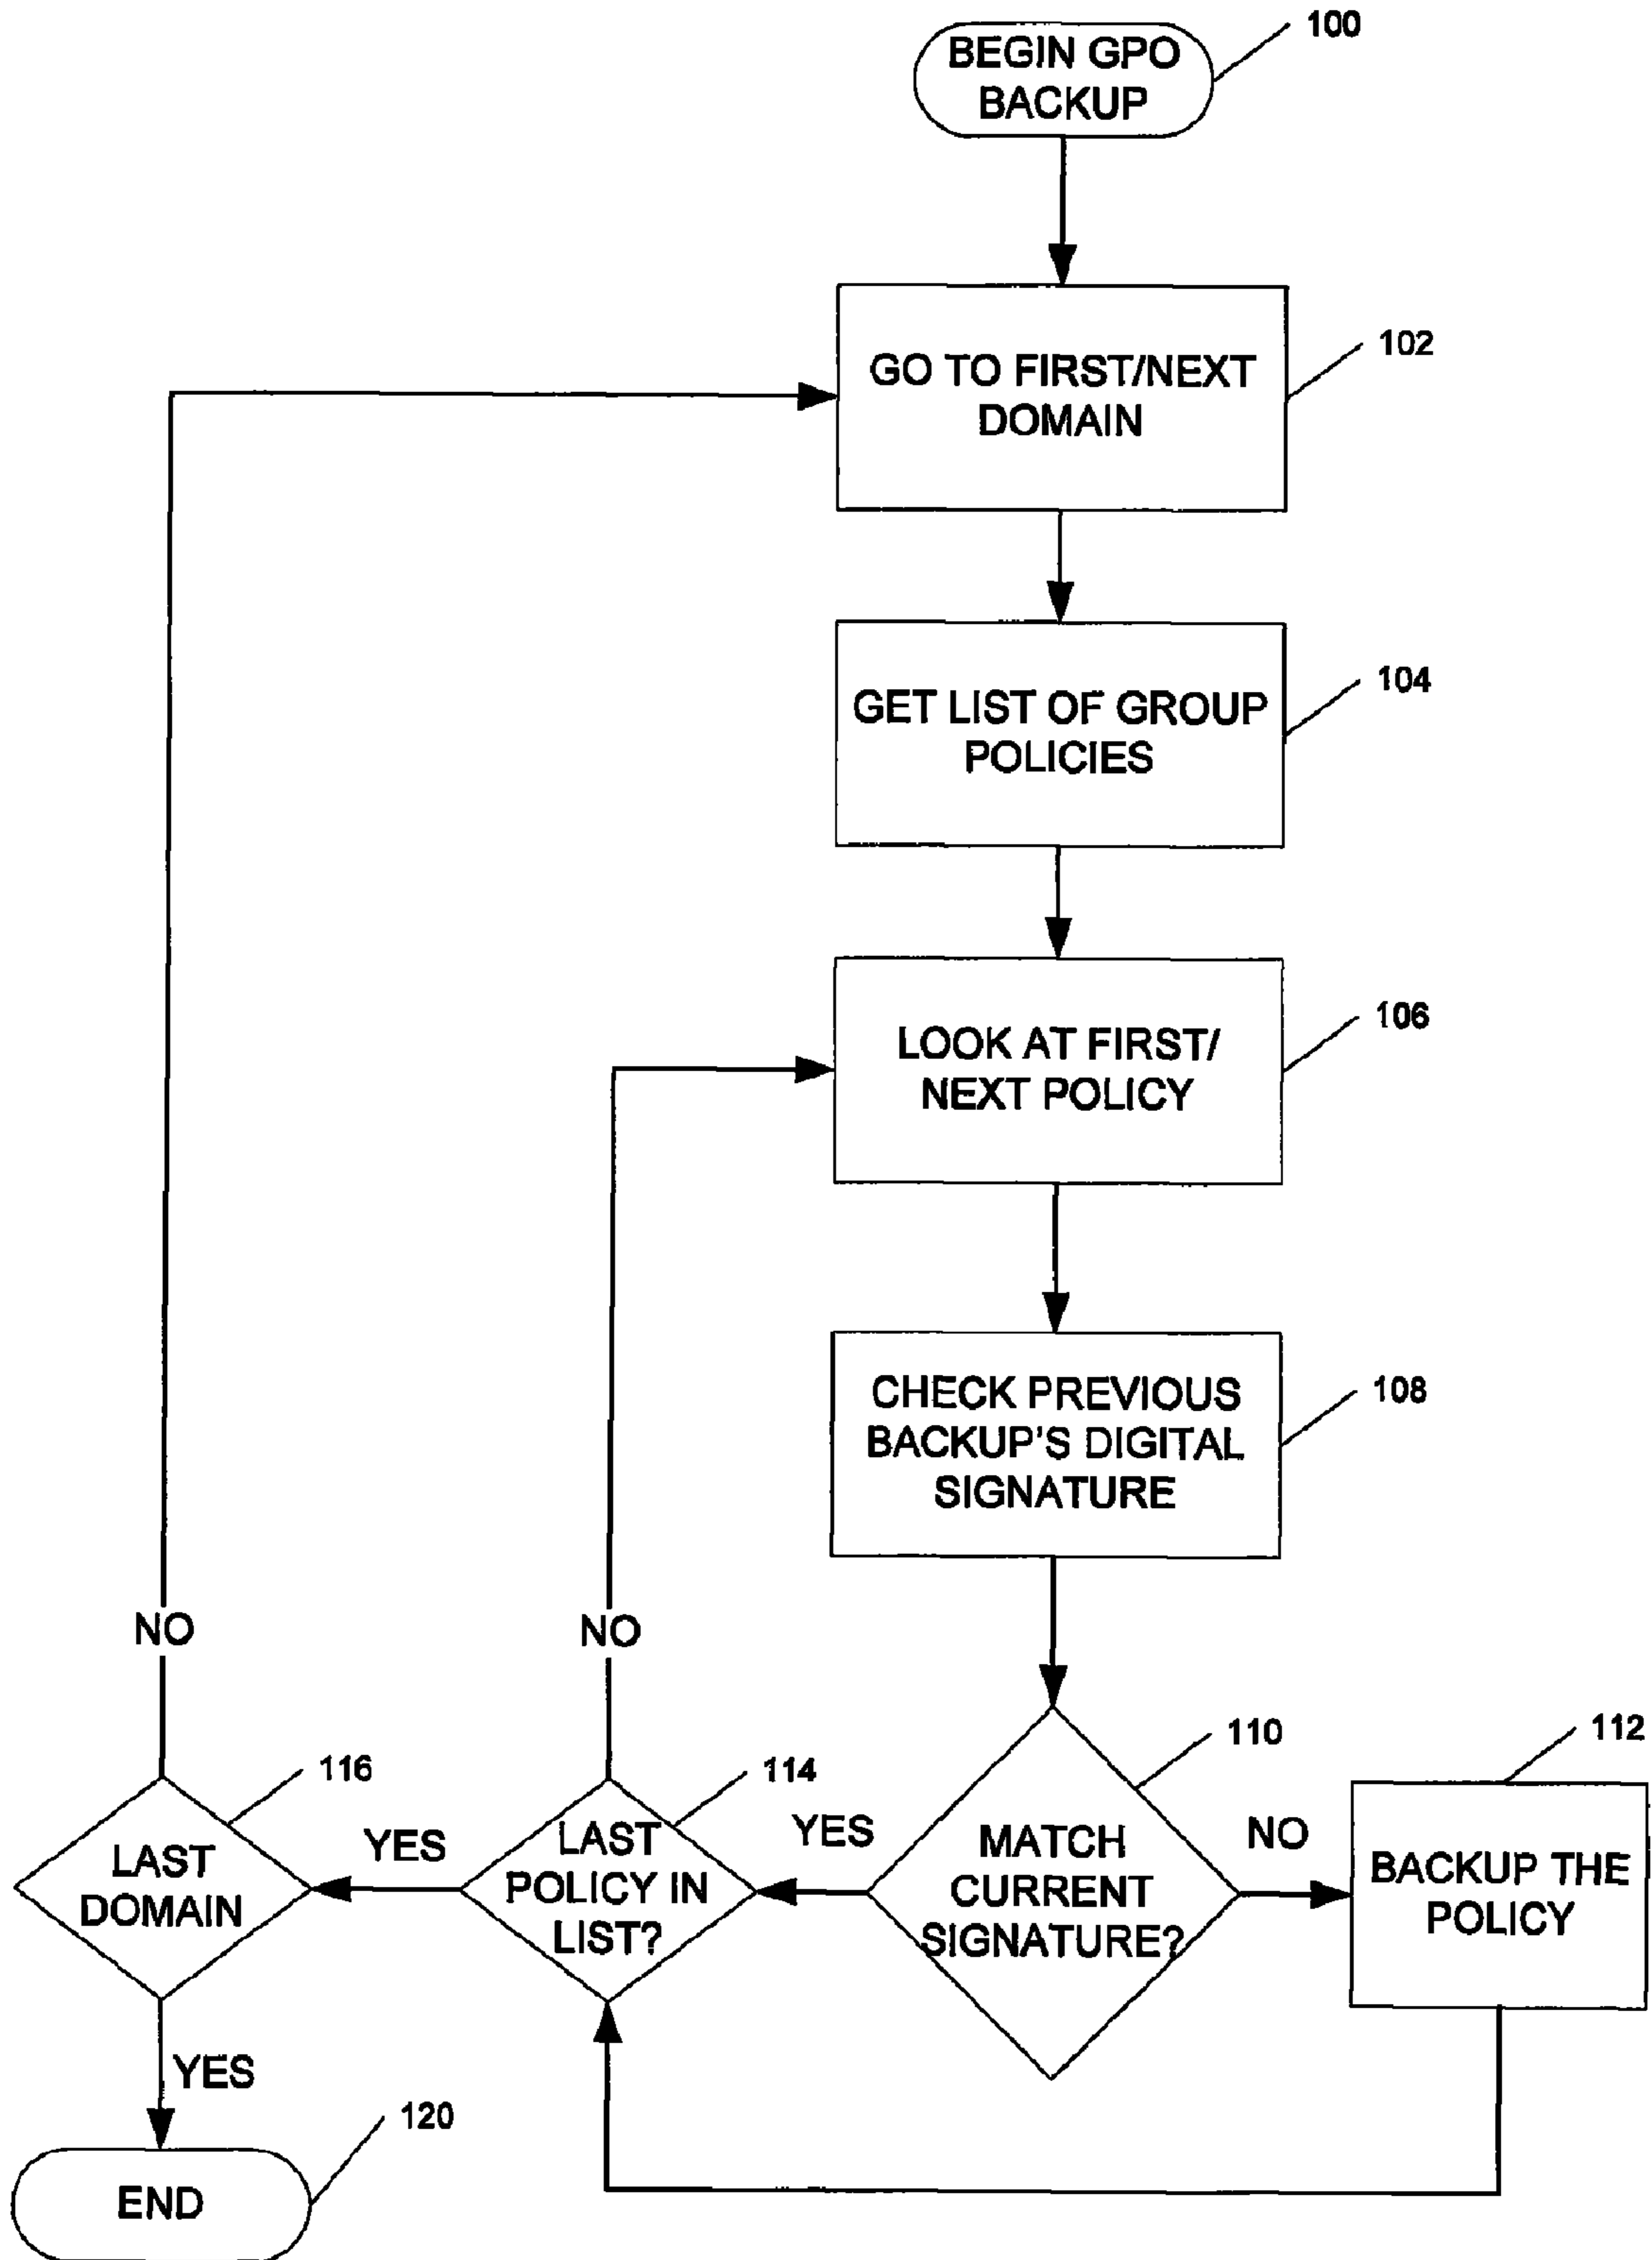 BEGIN GPO
BACKUP
100
GO TO FIRST/NEXT
DOMAIN
102
GET LIST OF GROUP
POLICIES
104
LOOK AT FIRST/
NEXT POLICY
106
CHECK PREVIOUS
BACKUP'S DIGITAL
SIGNATURE
108
NO
NO
116
LAST
DOMAIN
YES
114
LAST
POLICY IN
LIST?
YES
110
MATCH
CURRENT
SIGNATURE?
NO
112
BACKUP THE
POLICY
YES
120
END